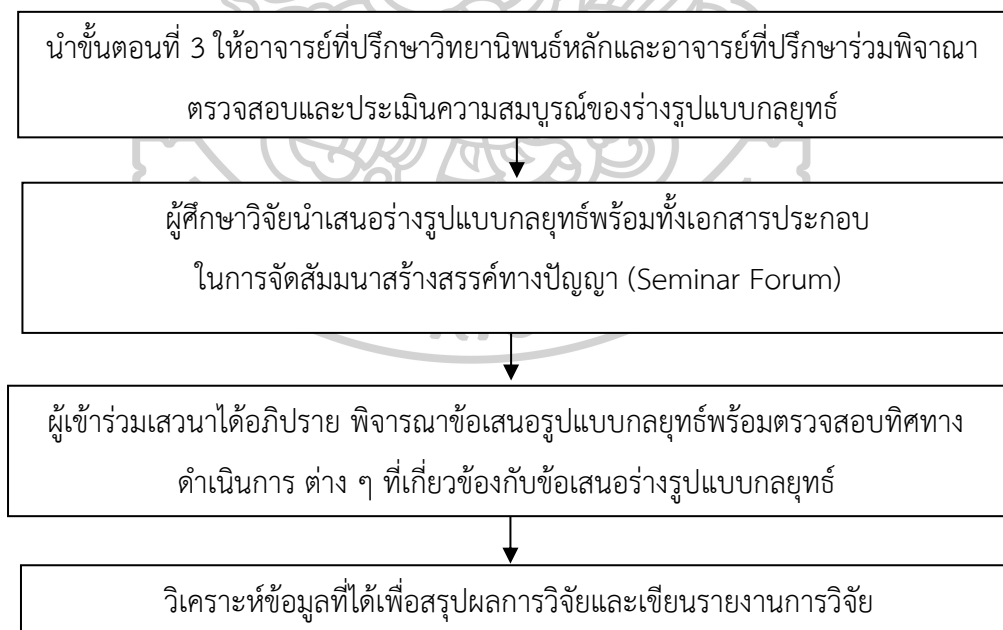 นำขั้นตอนที่ 3 ให้อาจารย์ที่ปรึกษาวิทยานิพนธ์หลักและอาจารย์ที่ปรึกษาร่วมพิจาณา
ตรวจสอบและประเมินความสมบูรณ์ของร่างรูปแบบกลยุทธ์
ผู้ศึกษาวิจัยนำเสนอร่างรูปแบบกลยุทธ์พร้อมทั้งเอกสารประกอบ
ในการจัดสัมมนาสร้างสรรค์ทางปัญญา (Seminar Forum)
ผู้เข้าร่วมเสวนาได้อภิปราย พิจารณาข้อเสนอรูปแบบกลยุทธ์พร้อมตรวจสอบทิศทาง
ดำเนินการ ต่าง ๆ ที่เกี่ยวข้องกับข้อเสนอร่างรูปแบบกลยุทธ์
วิเคราะห์ข้อมูลที่ได้เพื่อสรุปผลการวิจัยและเขียนรายงานการวิจัย